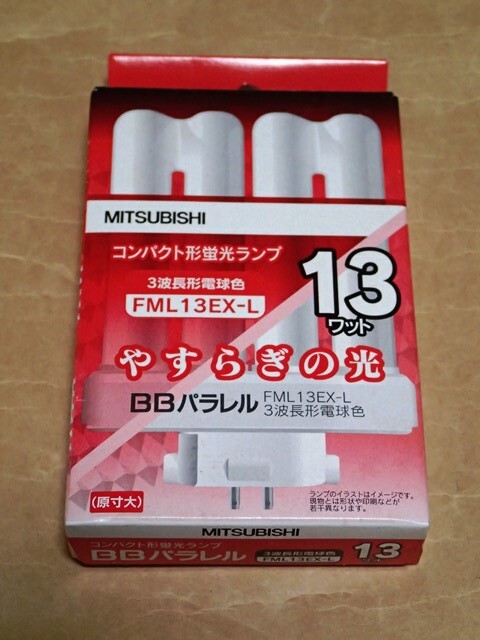 MITSUBISHI
コンパクト形蛍光ランプ
3波長形電球色
FML13EX-L
13
ワット
やすらぎの光
BBパラレル
FML13EX-L
3波長形電球色
(原寸大)
ランプのイラストはイメージです。
現物とは形状や印刷などが
若干異なります。
MITSUBISHI
コンパクト形蛍光ランプ
BBパラレル
3波長形電球色
FML13EX-L
13
ワット